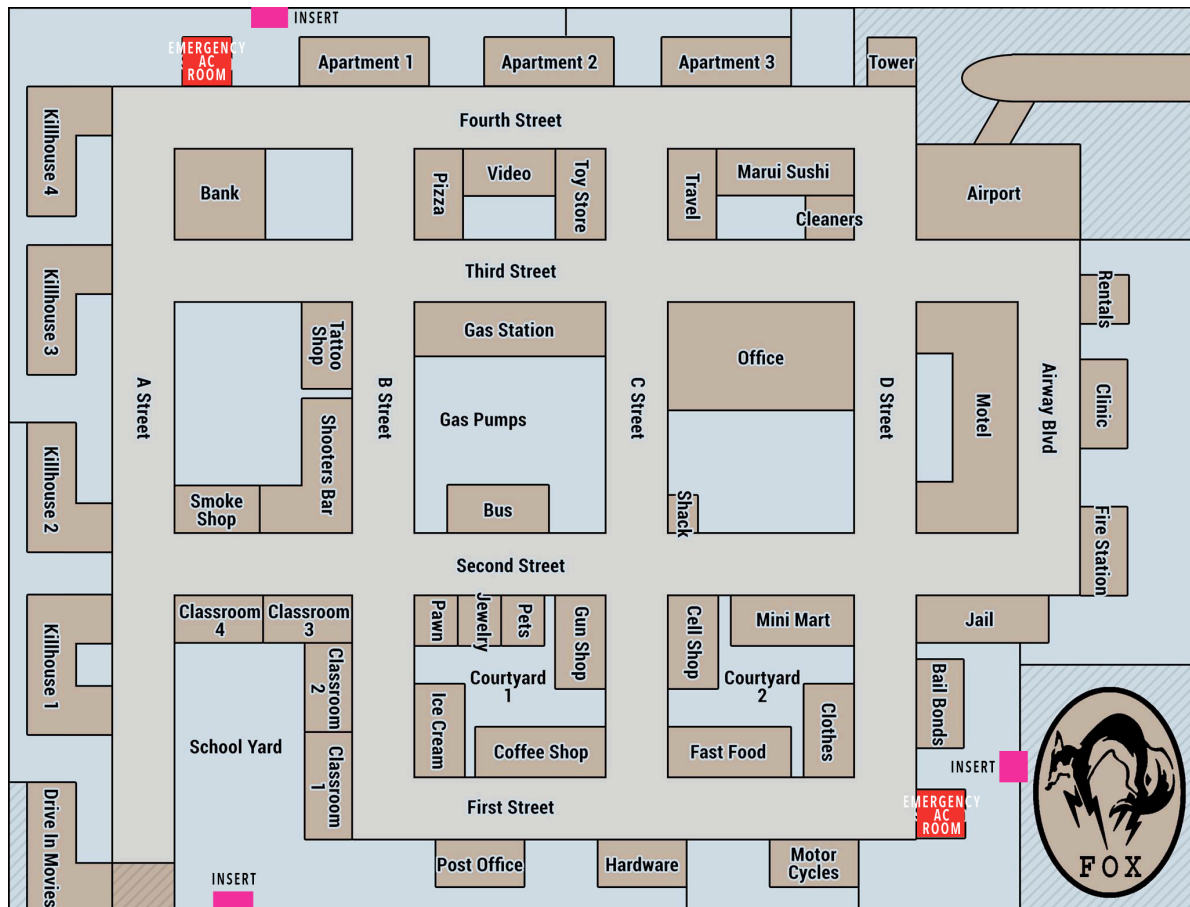 INSERT
EMERGENCY
AC
ROOM
Apartment 1
Apartment 2
Apartment 3
Tower
Killhouse 4
Fourth Street
Bank
Pizza
Video
Toy Store
Travel
Marui Sushi
Cleaners
Airport
Third Street
Killhouse 3
Tattoo
Shop
Gas Station
Office
Rentals
A Street
B Street
C Street
D Street
Motel
Airway Blvd
Clinic
Gas Pumps
Shooters Bar
Killhouse 2
Smoke
Shop
Bus
Shack
Fire Station
Second Street
Classroom
4
Classroom
3
Pawn
Jewelry
Pets
Gun Shop
Cell Shop
Mini Mart
Jail
Killhouse 1
Classroom
2
Courtyard
1
Courtyard
2
Bail Bonds
School Yard
Ice Cream
Coffee Shop
Fast Food
Clothes
INSERT
Classroom
1
First Street
EMERGENCY
AC
ROOM
Drive In Movies
Post Office
Hardware
Motor
Cycles
FOX
INSERT